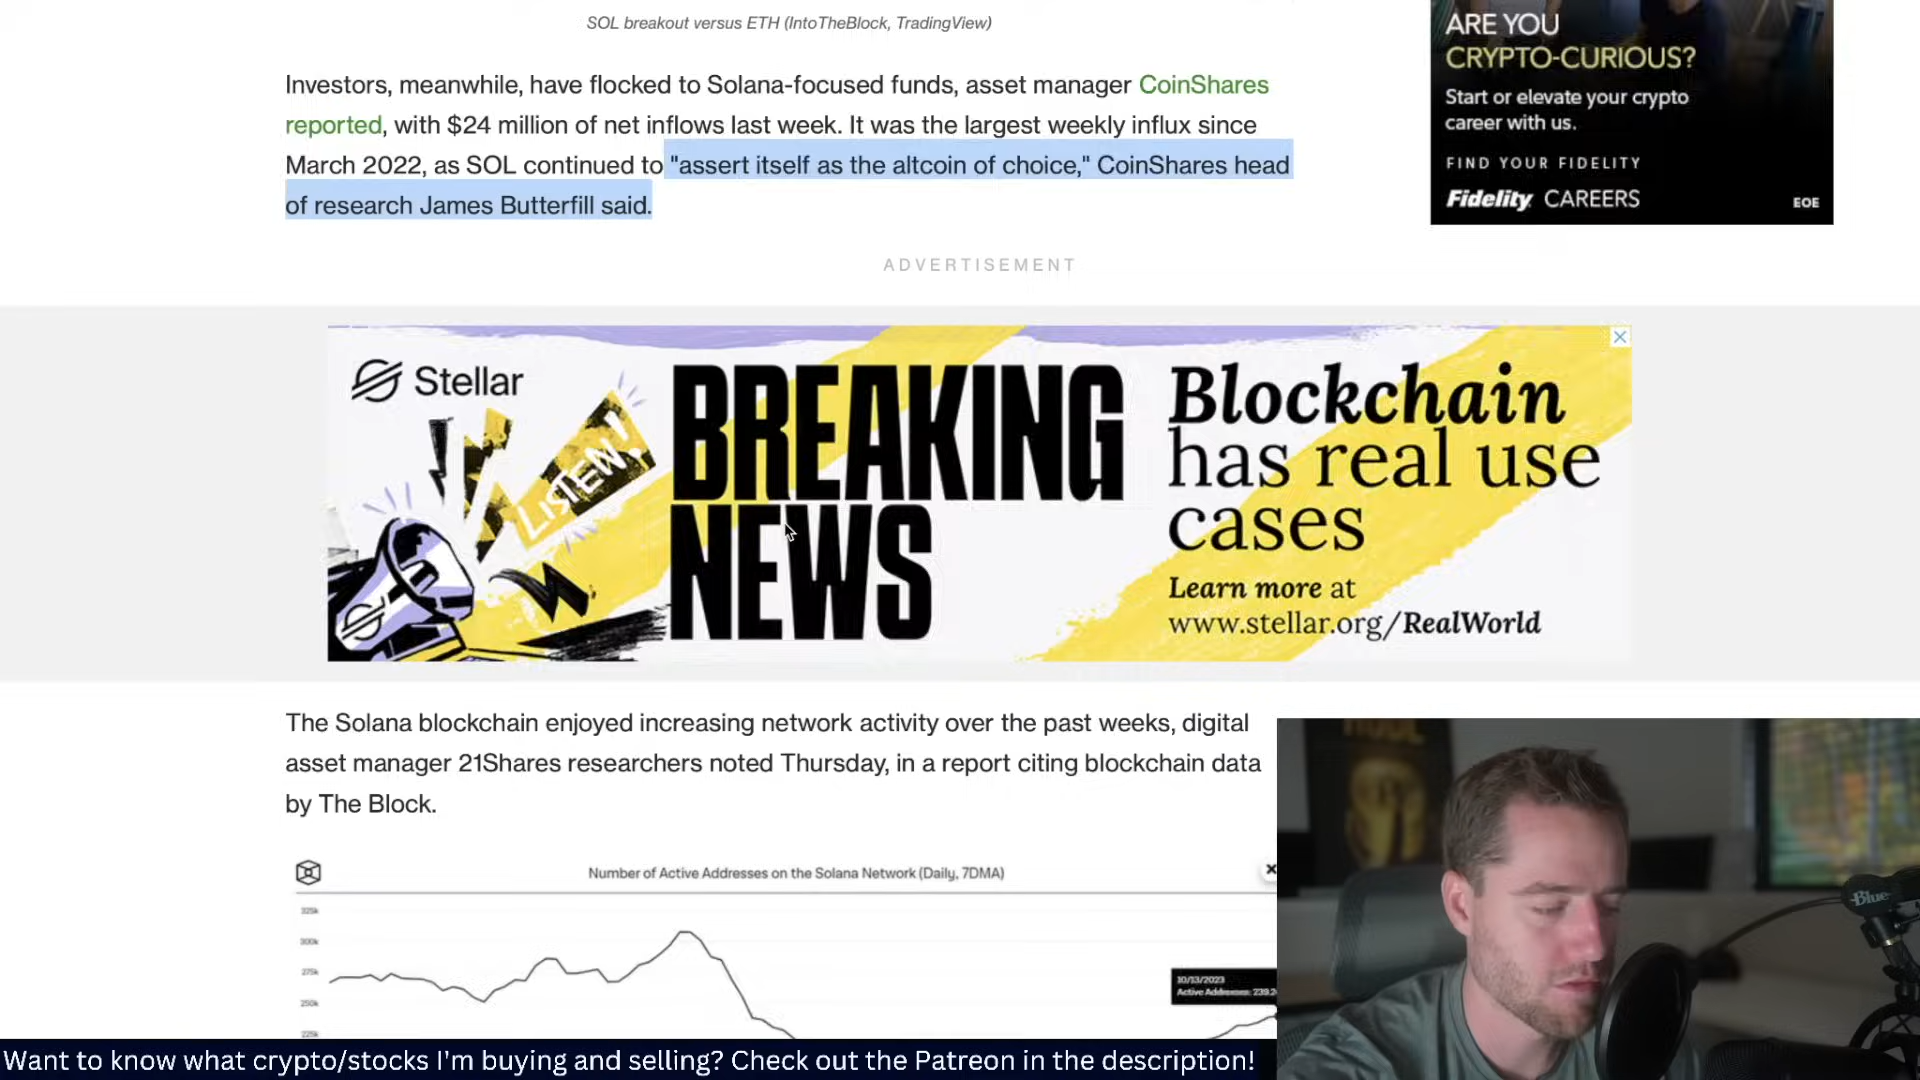 SOL breakout versus ETH (IntoTheBlock, TradingView)
Investors, meanwhile, have flocked to Solana-focused funds, asset manager CoinShares
reported, with $24 million of net inflows last week. It was the largest weekly influx since
March 2022, as SOL continued to "assert itself as the altcoin of choice," CoinShares head
of research James Butterfill said.
ARE YOU
CRYPTO-CURIOUS?
Start or elevate your crypto
career with us.
FIND YOUR FIDELITY
Fidelity CAREERS
EOE
ADVERTISEMENT
Stellar
LISTEN!
BREAKING
NEWS
Blockchain
has real use
cases
Learn more at
www.stellar.org/RealWorld
The Solana blockchain enjoyed increasing network activity over the past weeks, digital
asset manager 21Shares researchers noted Thursday, in a report citing blockchain data
by The Block.
Number of Active Addresses on the Solana Network (Daily, 7DMA)
325k
300k
275k
250k
225k
10/13/2023
Active Addresses: 239.2
Blue
Want to know what crypto/stocks I'm buying and selling? Check out the Patreon in the description!